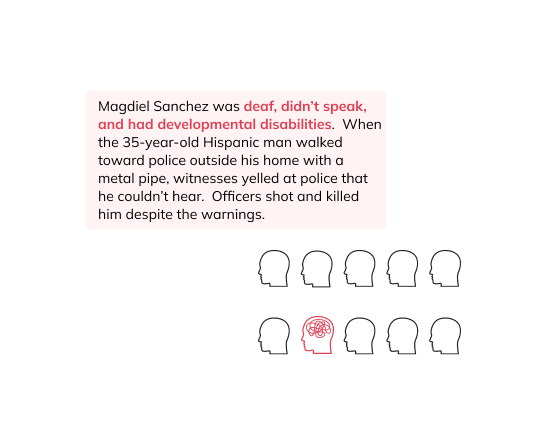 Magdiel Sanchez was deaf, didn’t speak,
and had developmental disabilities.  When
the 35-year-old Hispanic man walked
toward police outside his home with a
metal pipe, witnesses yelled at police that
he couldn’t hear.  Officers shot and killed
him despite the warnings.